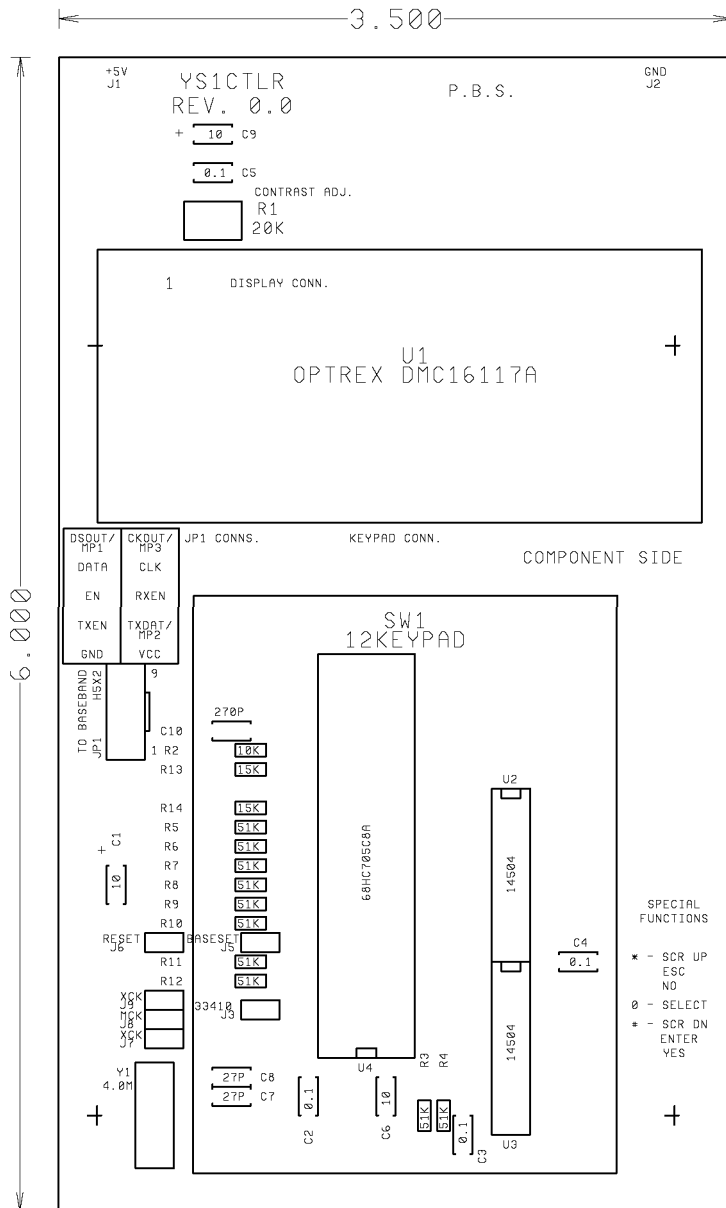 3.500
+5V
J1
YS1CTLR
REV. 0.0
P.B.S.
GND
J2
+
10
C9
0.1
C5
CONTRAST ADJ.
R1
20K
1
DISPLAY CONN.
U1
OPTREX DMC16117A
6.000
DSOUT/
MP1
CKOUT/
MP3
JP1 CONNS.
KEYPAD CONN.
DATA
CLK
COMPONENT SIDE
EN
RXEN
TXEN
TXDAT/
MP2
GND
VCC
SW1
12KEYPAD
TO BASEBAND
JP1
H5X2
9
1
270P
C10
R2
10K
R13
15K
R14
15K
R5
51K
R6
51K
R7
51K
R8
51K
R9
51K
R10
51K
+
C1
10
68HC705C8A
U4
U2
14504
14504
U3
RESET
J6
BASESET
J5
R11
51K
R12
51K
C4
0.1
SPECIAL
FUNCTIONS
* - SCR UP
ESC
NO
0 - SELECT
# - SCR DN
ENTER
YES
XCK
J9
MCK
J8
XCK
J7
33410
J3
Y1
4.0M
27P
C8
27P
C7
0.1
C2
10
C6
R3
R4
51K
51K
0.1
C3